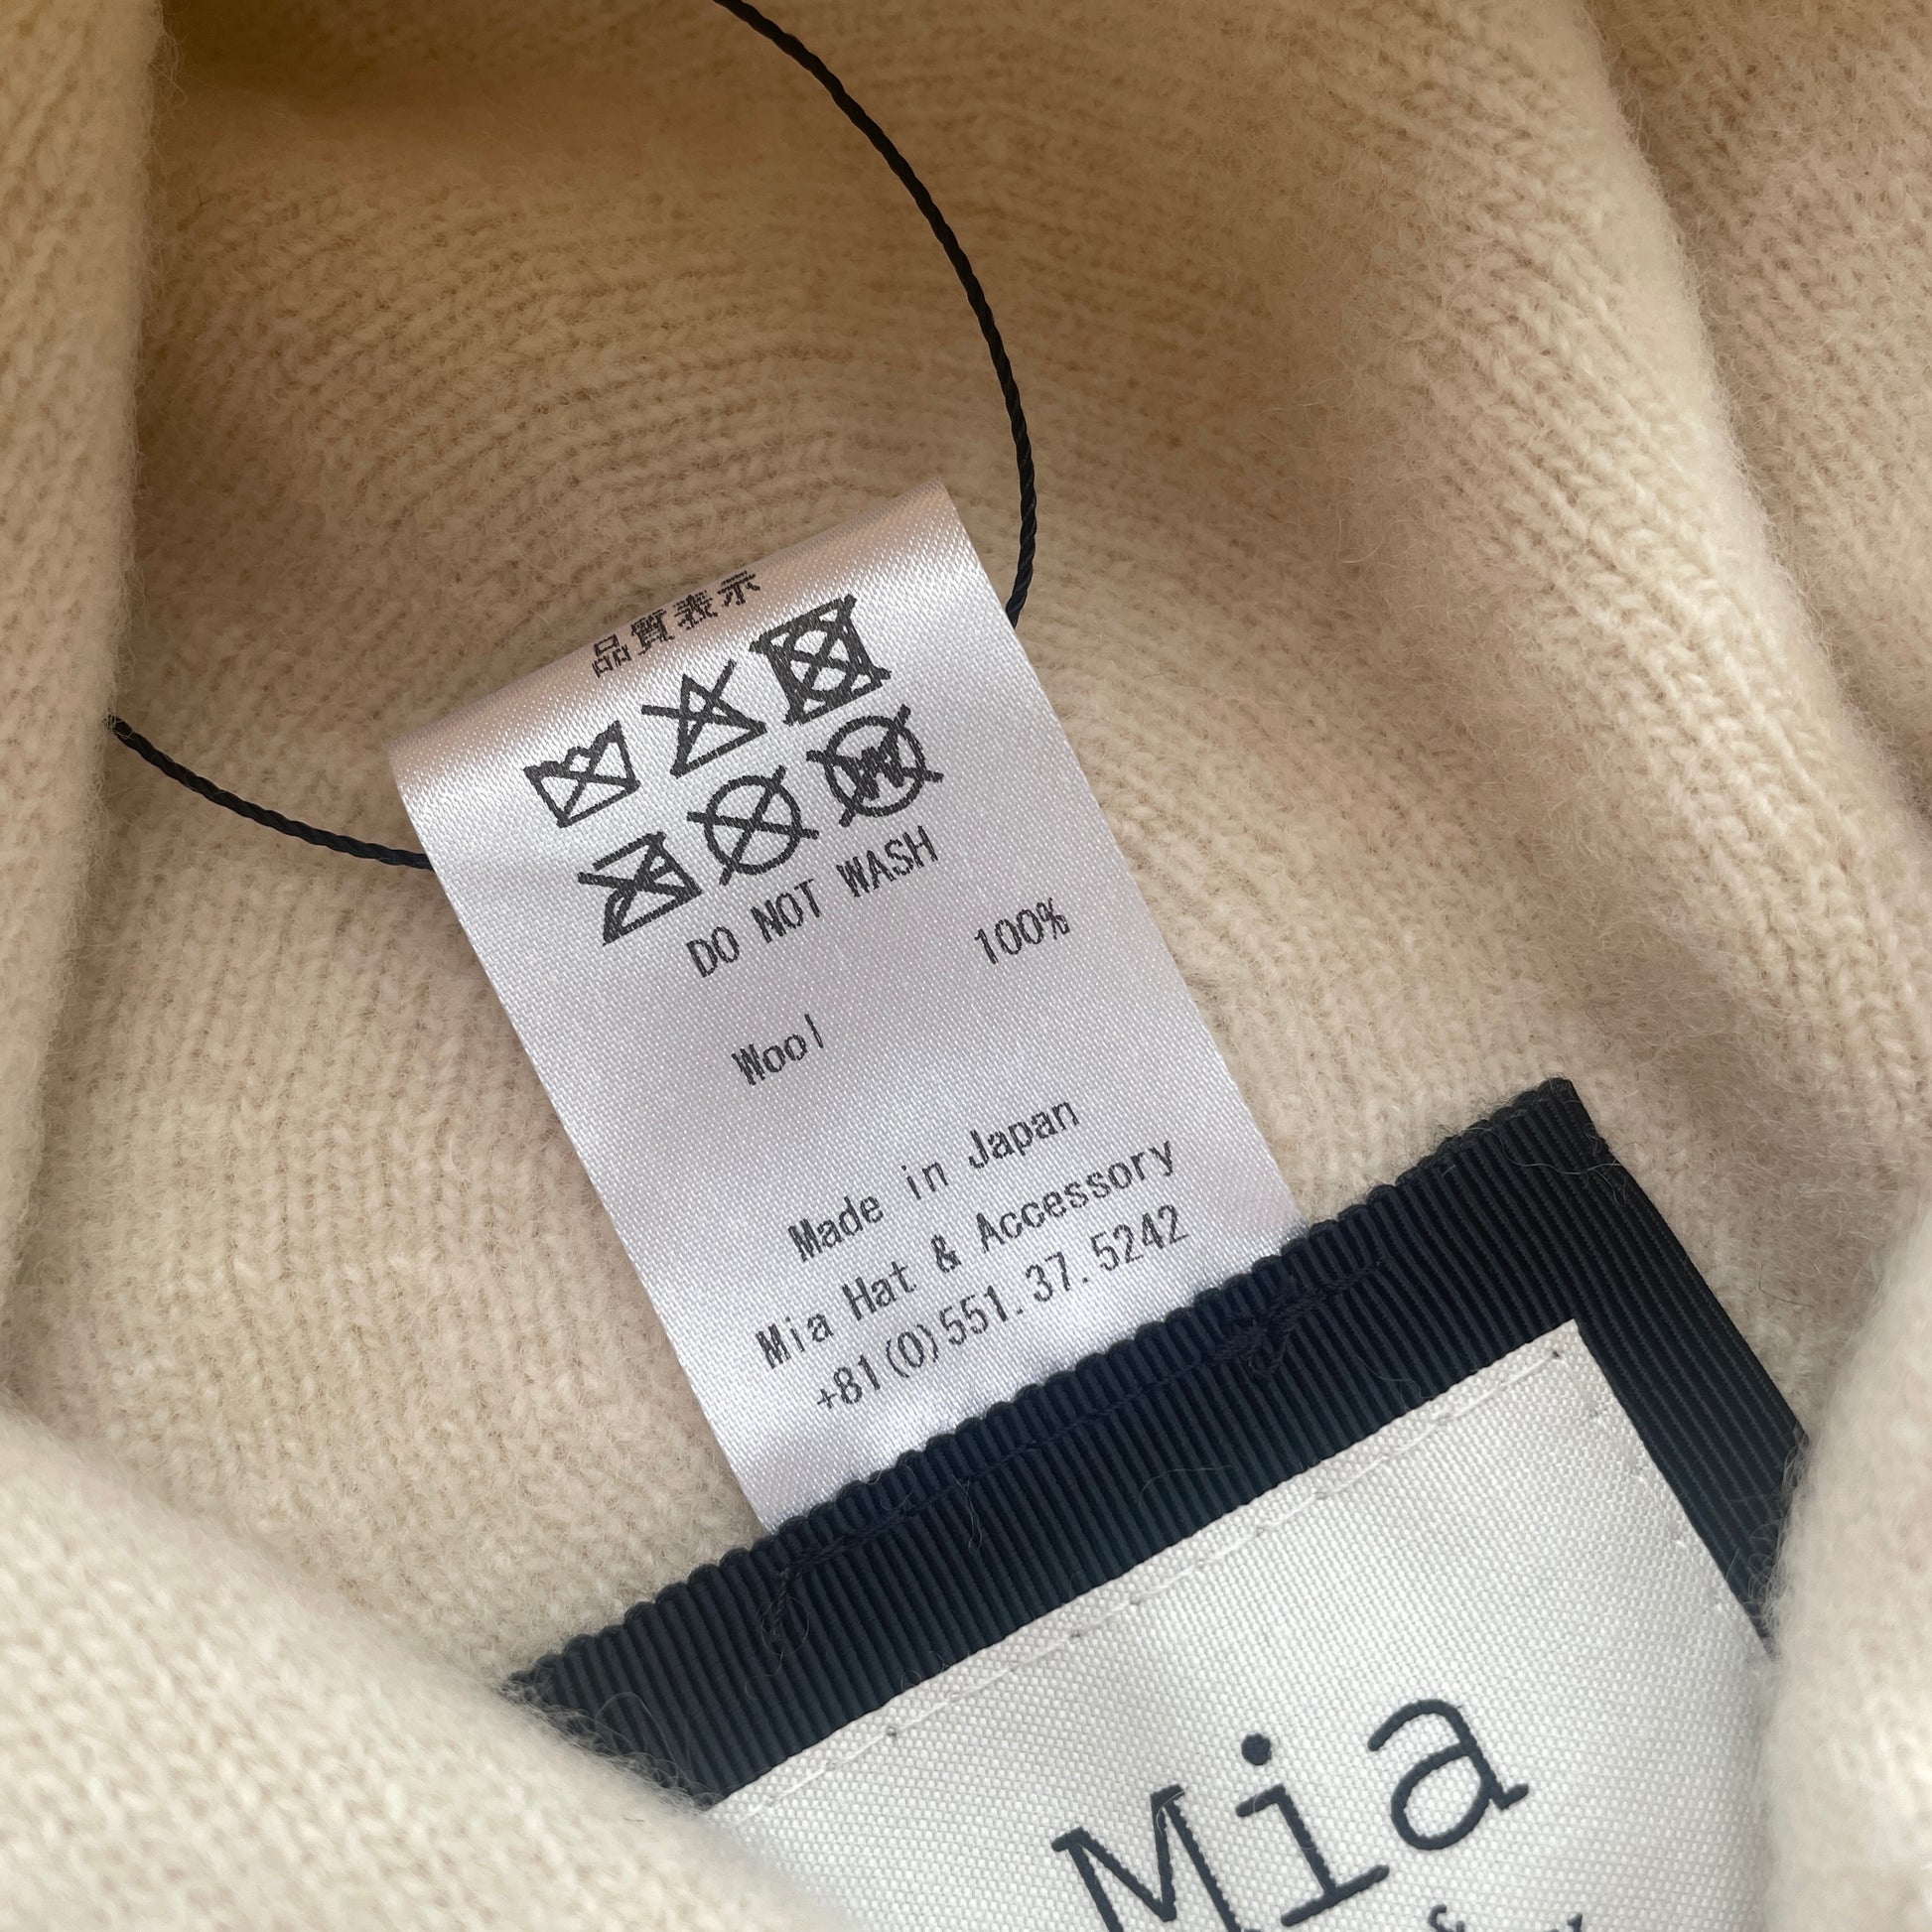 品質表示
DO NOT WASH
Wool 100%
Made in Japan
Mia Hat & Accessory
+81(0)551.37.5242
Mia
&